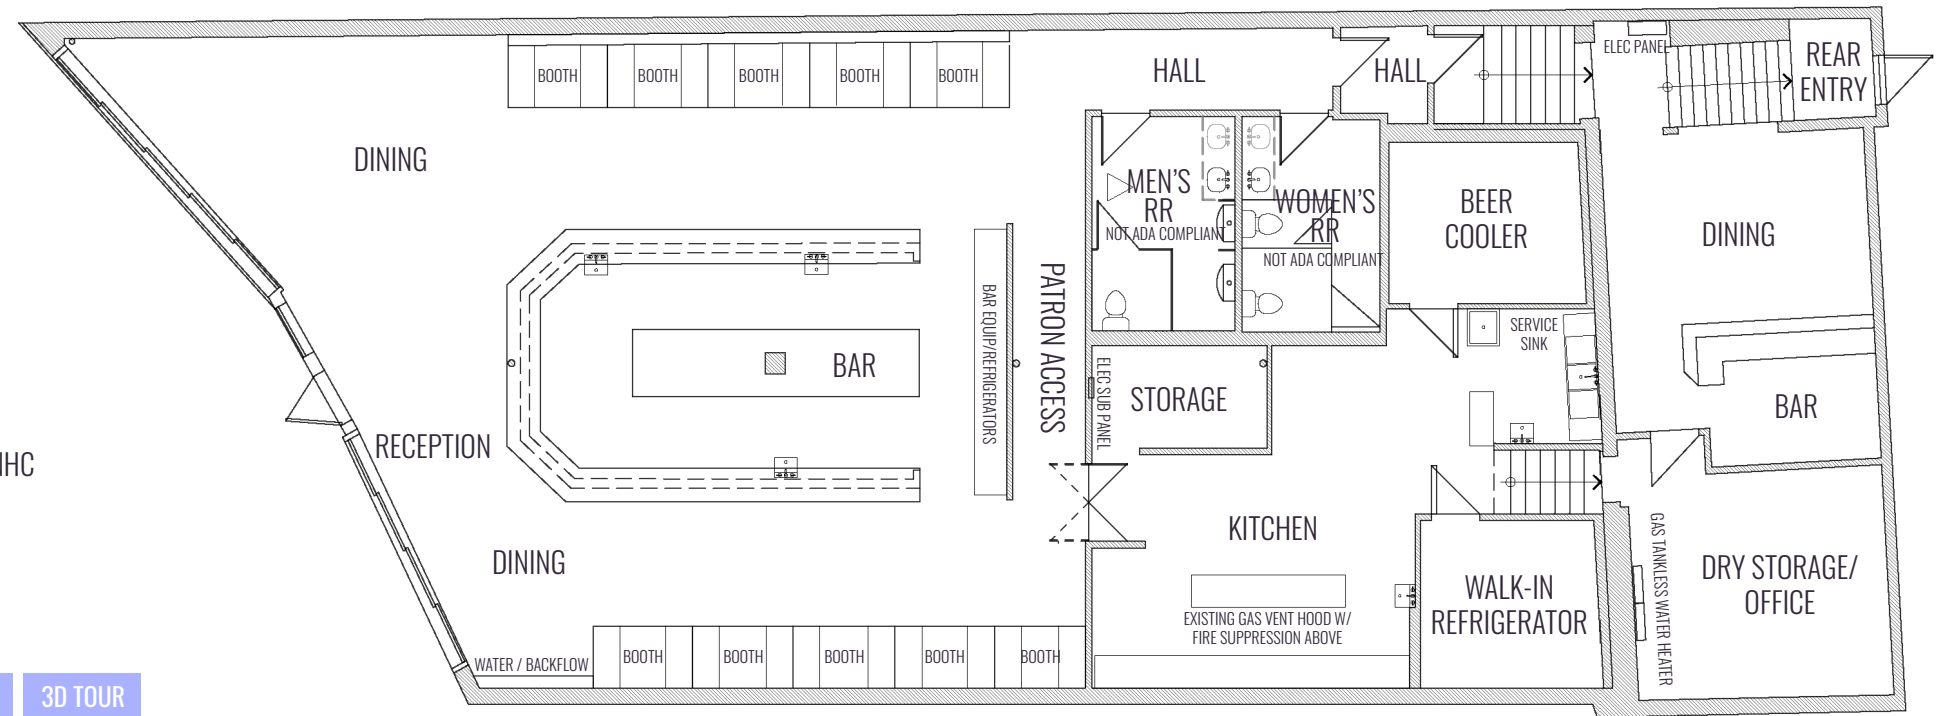 ELEC PANEL
REAR
ENTRY
HALL
HALL
BOOTH
BOOTH
BOOTH
BOOTH
BOOTH
DINING
MEN'S
RR
NOT ADA COMPLIANT
WOMEN'S
RR
NOT ADA COMPLIANT
BEER
COOLER
DINING
PATRON ACCESS
BAR EQUIP/REFRIGERATORS
BAR
SERVICE
SINK
ELEC SUB PANEL
STORAGE
BAR
RECEPTION
IHC
KITCHEN
DINING
GAS TANKLESS WATER HEATER
DRY STORAGE/
OFFICE
WALK-IN
REFRIGERATOR
EXISTING GAS VENT HOOD W/
FIRE SUPPRESSION ABOVE
WATER / BACKFLOW
BOOTH
BOOTH
BOOTH
BOOTH
BOOTH
3D TOUR